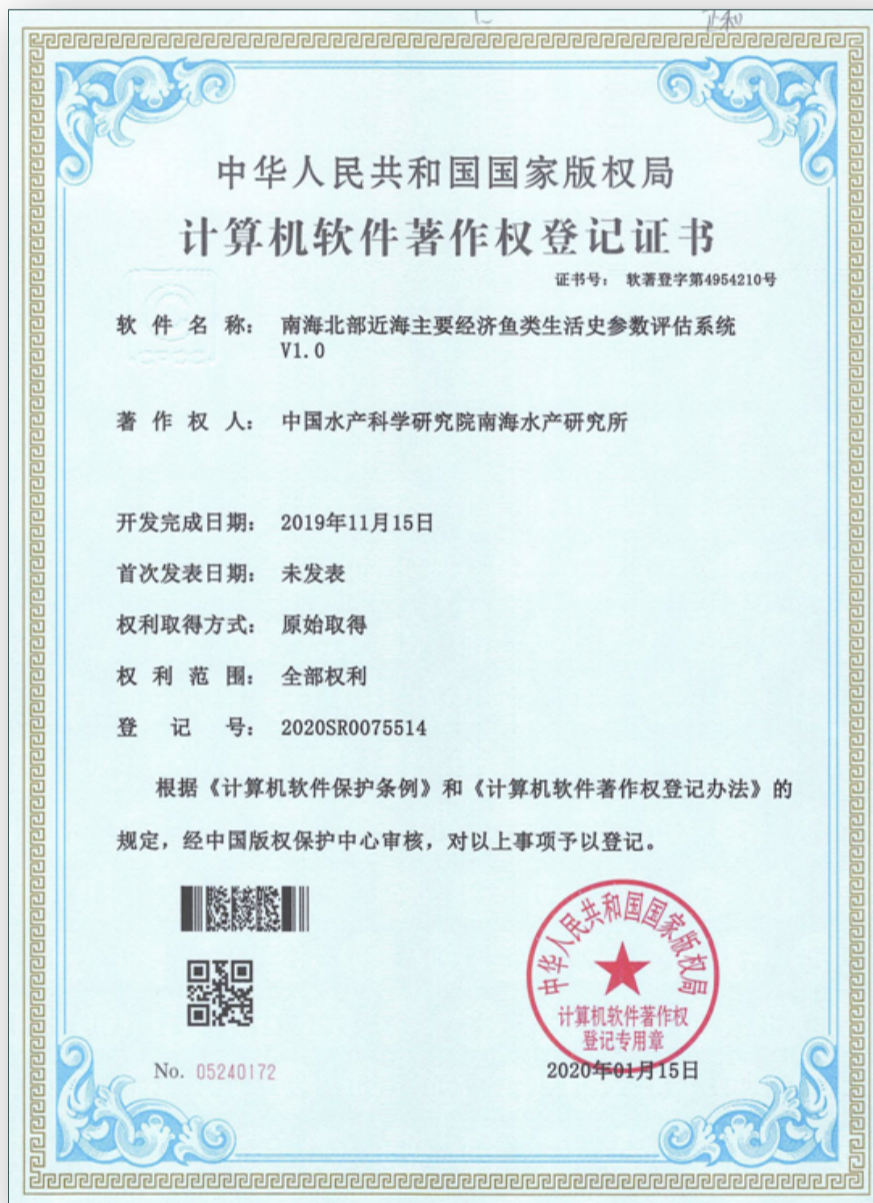 正和
中华人民共和国国家版权局
计算机软件著作权登记证书
证书号： 软著登字第4954210号
软件名称： 南海北部近海主要经济鱼类生活史参数评估系统
V1.0
著作权人： 中国水产科学研究院南海水产研究所
开发完成日期： 2019年11月15日
首次发表日期： 未发表
权利取得方式： 原始取得
权利范围： 全部权利
登记号： 2020SR0075514
根据《计算机软件保护条例》和《计算机软件著作权登记办法》的
规定，经中国版权保护中心审核，对以上事项予以登记。
中华人民共和国国家版权局
计算机软件著作权
登记专用章
No. 05240172
2020年01月15日